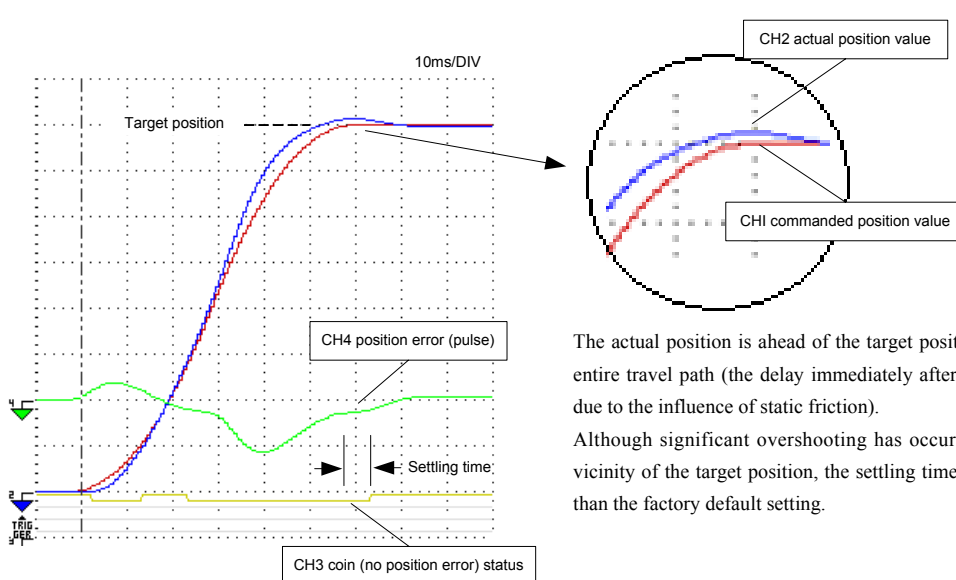 10ms/DIV
CH2 actual position value
Target position
CHI commanded position value
CH4 position error (pulse)
The actual position is ahead of the target posit
entire travel path (the delay immediately after
due to the influence of static friction).
Although significant overshooting has occur
vicinity of the target position, the settling time
than the factory default setting.
4
Settling time
2
TRIG
GER
3
CH3 coin (no position error) status